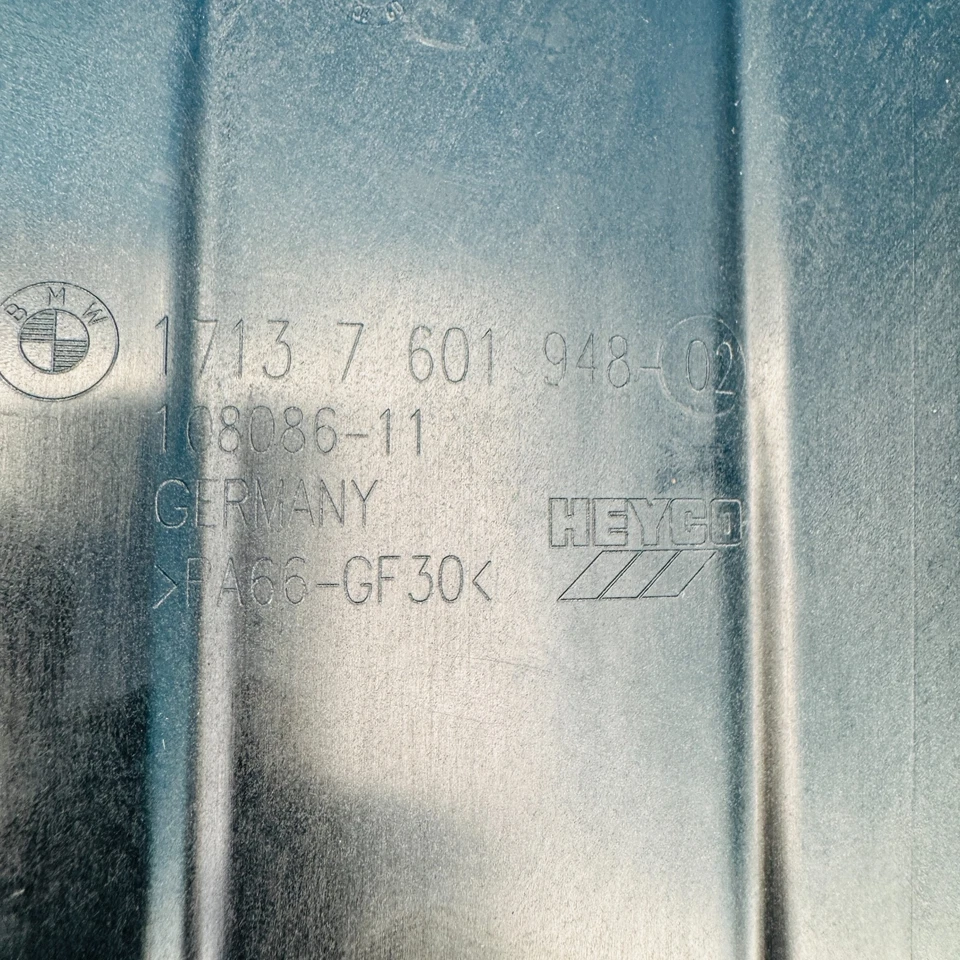 BMW
1713 7 601 948-02
108086-11
GERMANY
HEYCO
>PA66-GF30<